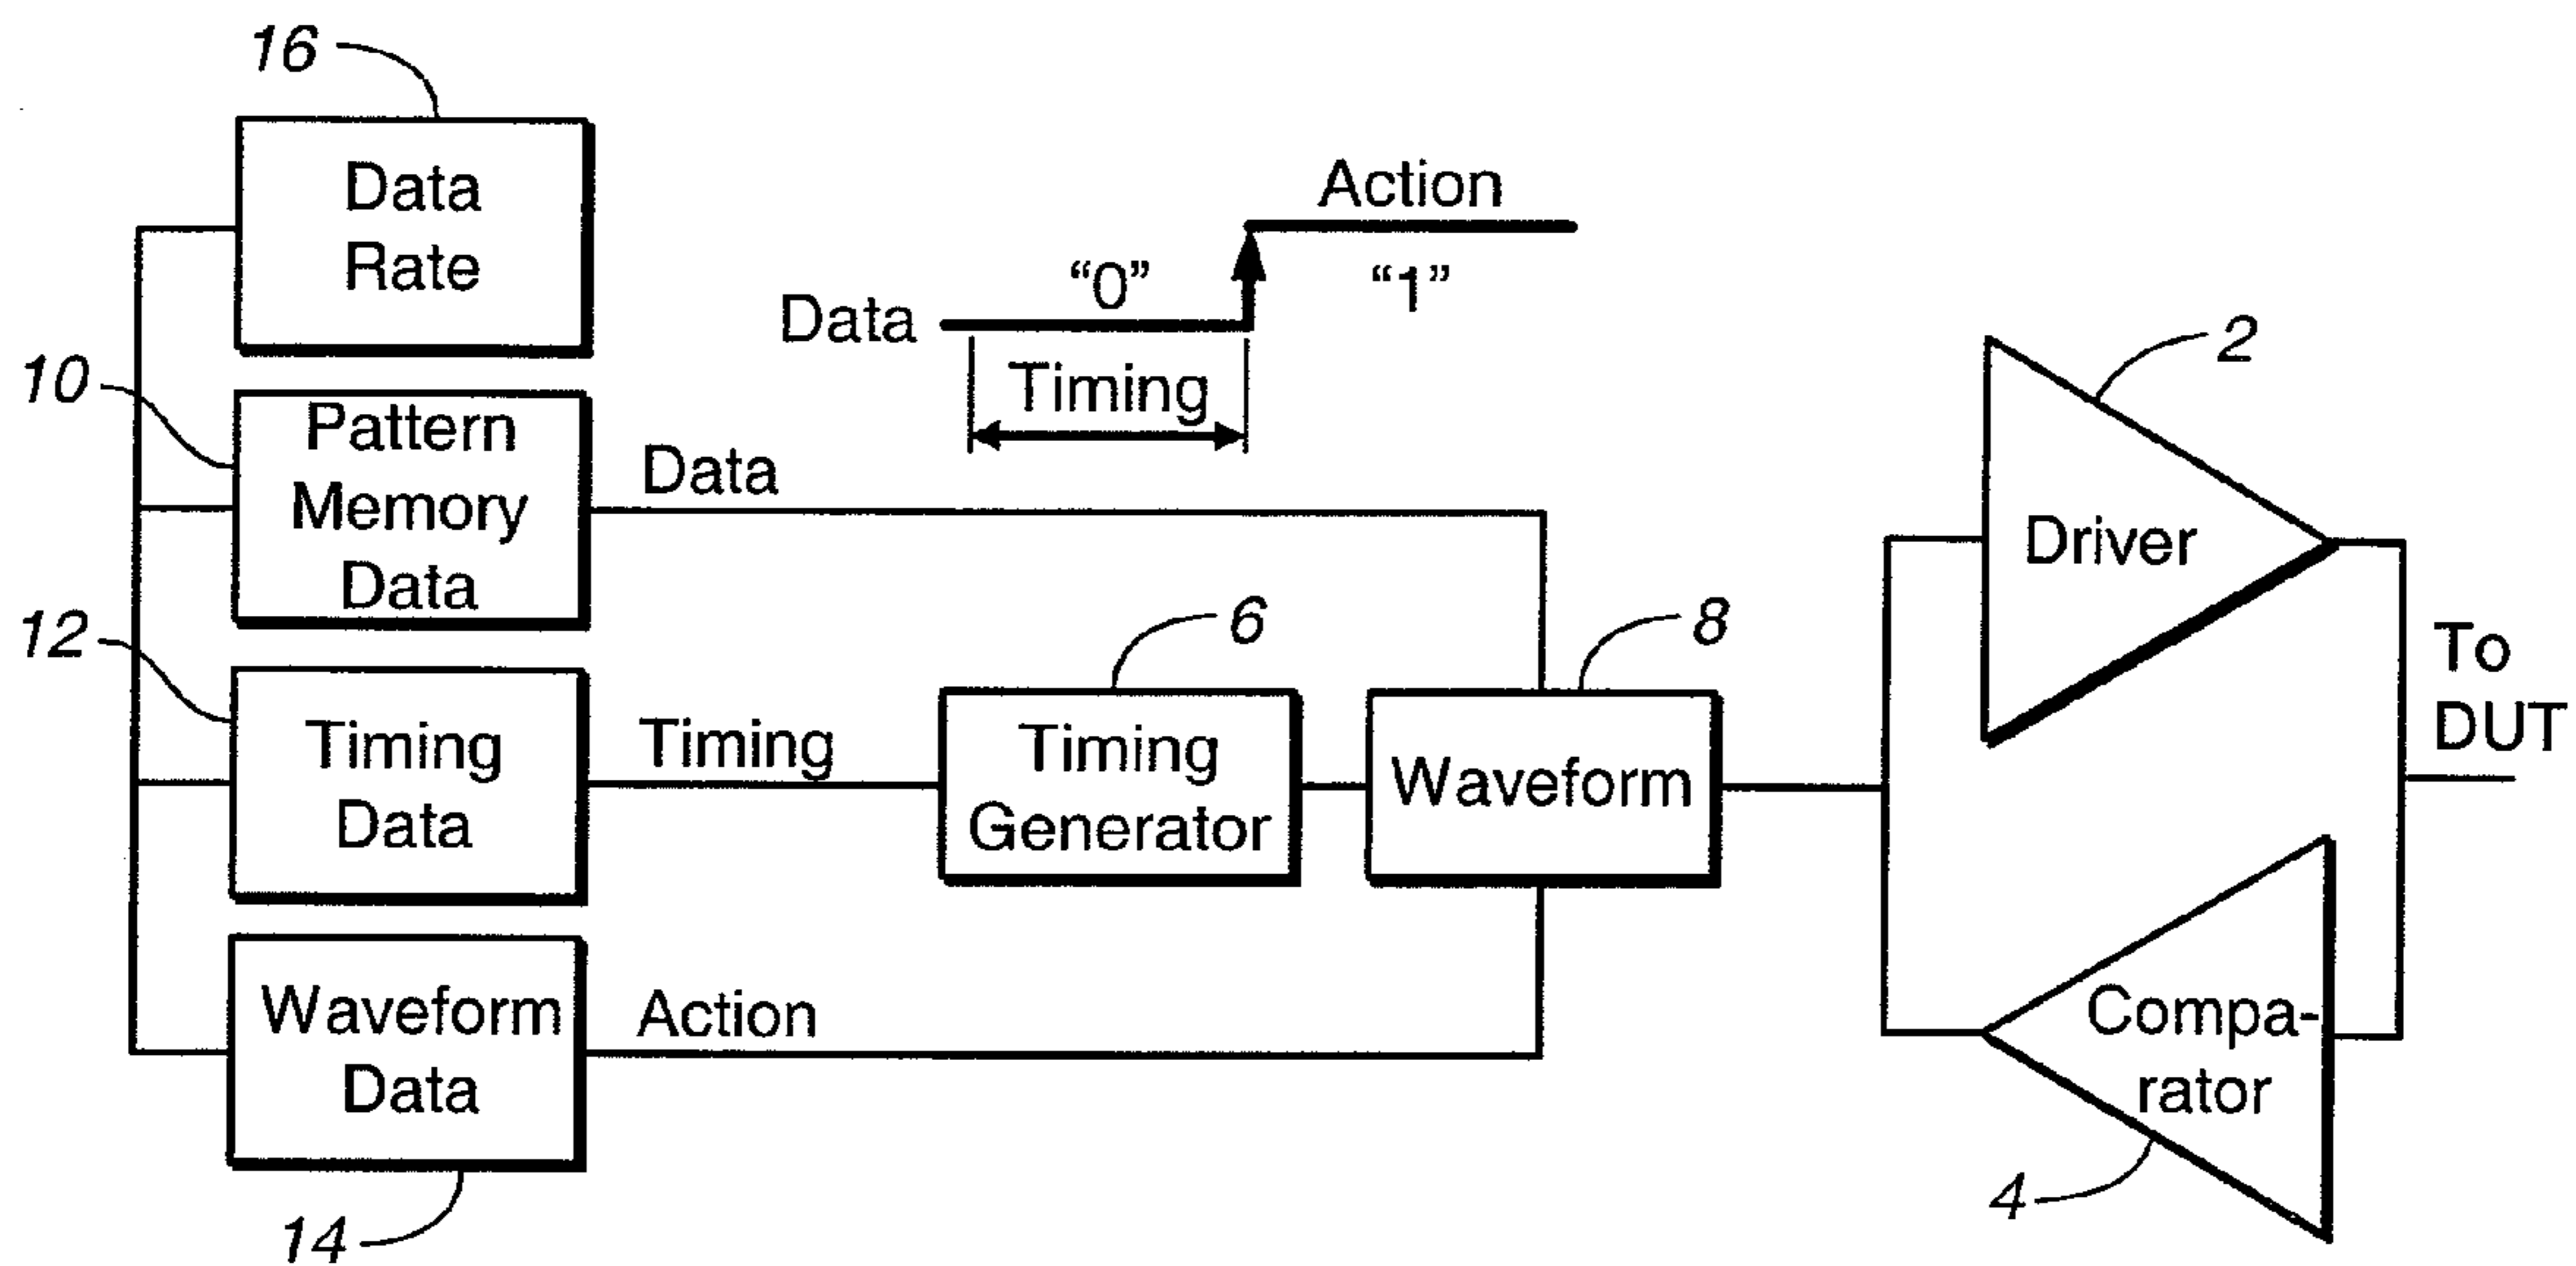 16
Data
Rate
Action
"0"
"1"
Data
Timing
2
10
Pattern
Memory
Data
Data
Driver
12
6
8
To
DUT
Timing
Data
Timing
Timing
Generator
Waveform
Waveform
Data
Action
Compa-
rator
4
14